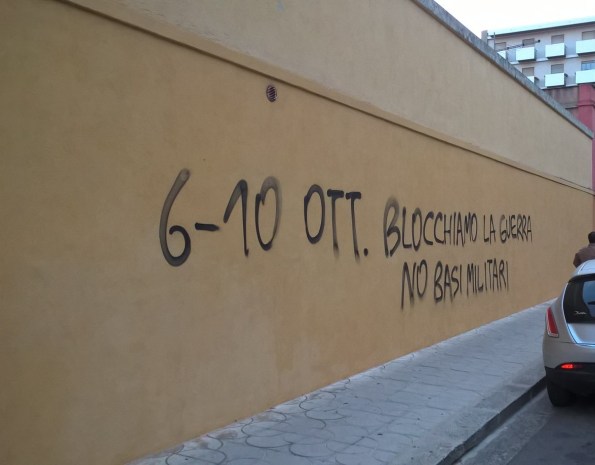 6-10 OTT. BLOCCHIAMO LA GUERRA
NO BASI MILITARI